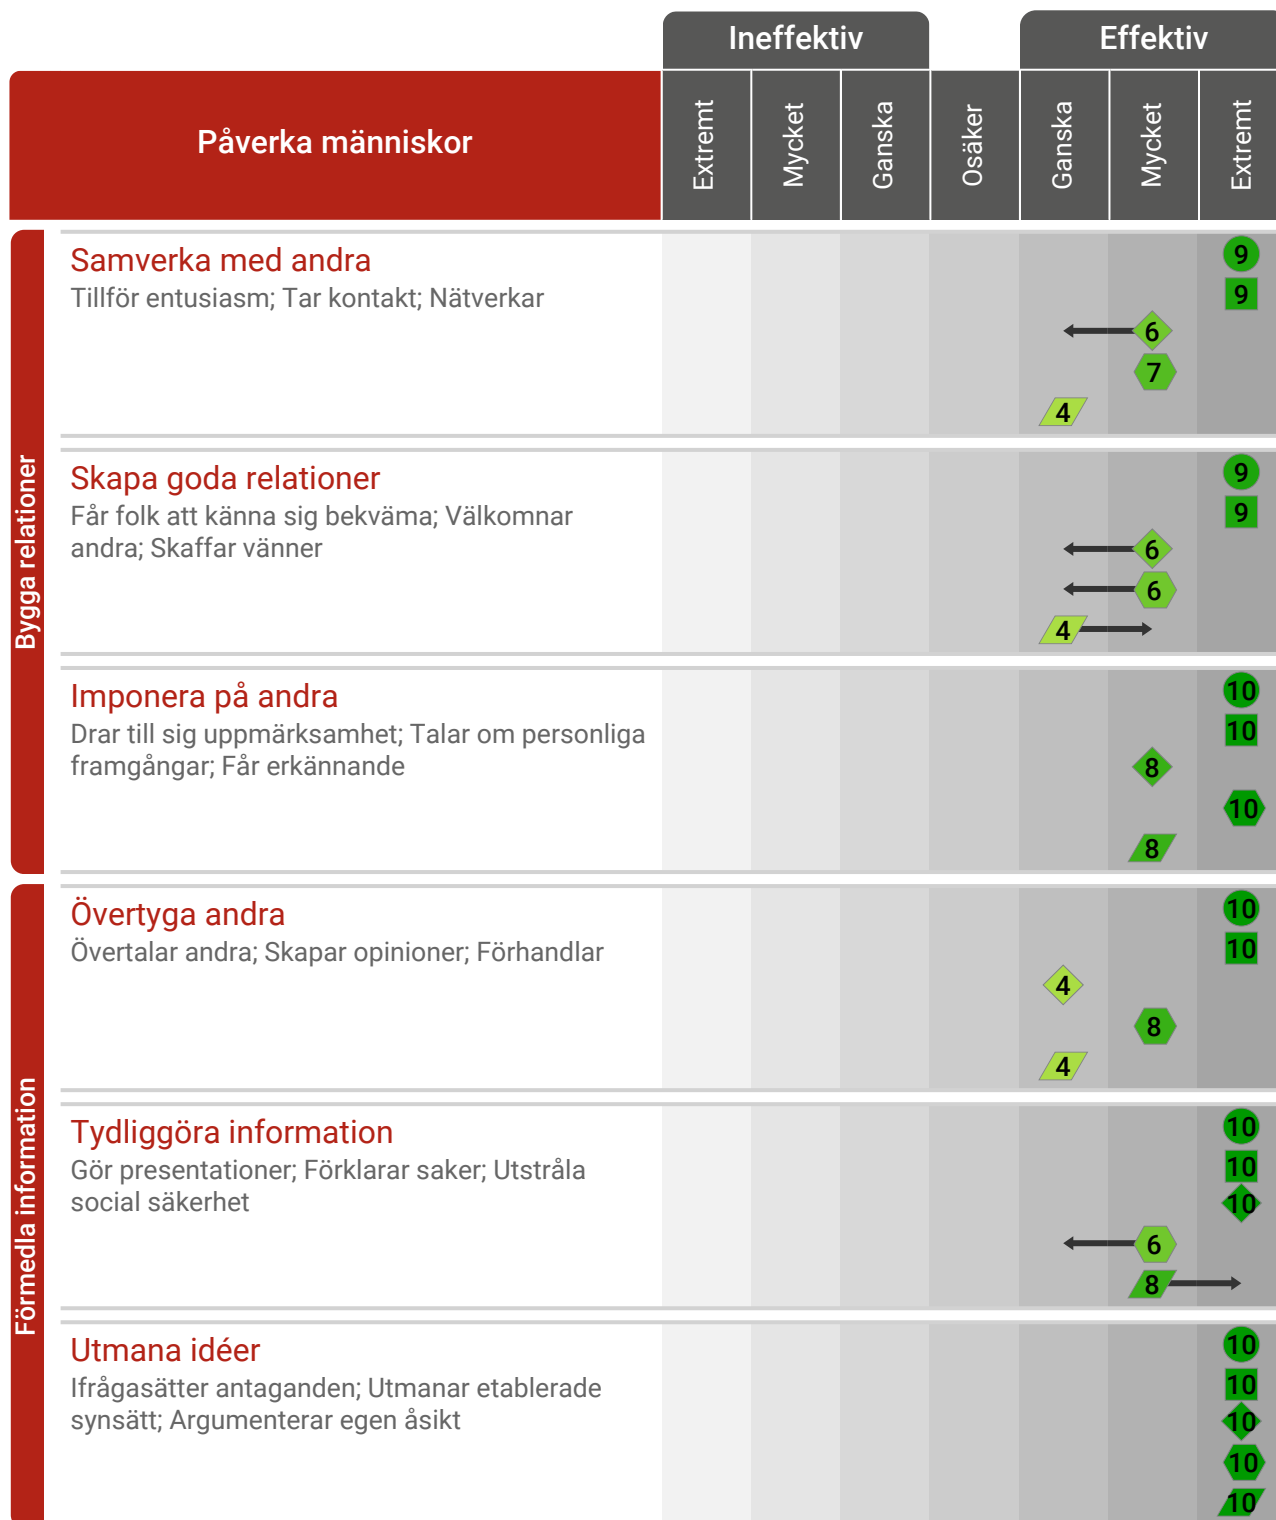 Ineffektiv
Effektiv
Påverka människor
Extremt
Mycket
Ganska
Osäker
Ganska
Mycket
Extremt
Bygga relationer
Samverka med andra
Tillför entusiasm; Tar kontakt; Nätverkar
9
9
6
7
4
Skapa goda relationer
Får folk att känna sig bekväma; Välkomnar
andra; Skaffar vänner
9
9
6
6
4
Imponera på andra
Drar till sig uppmärksamhet; Talar om personliga
framgångar; Får erkännande
10
10
8
10
8
Förmedla information
Övertyga andra
Övertalar andra; Skapar opinioner; Förhandlar
10
10
4
8
4
Tydliggöra information
Gör presentationer; Förklarar saker; Utstråla
social säkerhet
10
10
10
6
8
Utmana idéer
Ifrågasätter antaganden; Utmanar etablerade
synsätt; Argumenterar egen åsikt
10
10
10
10
10